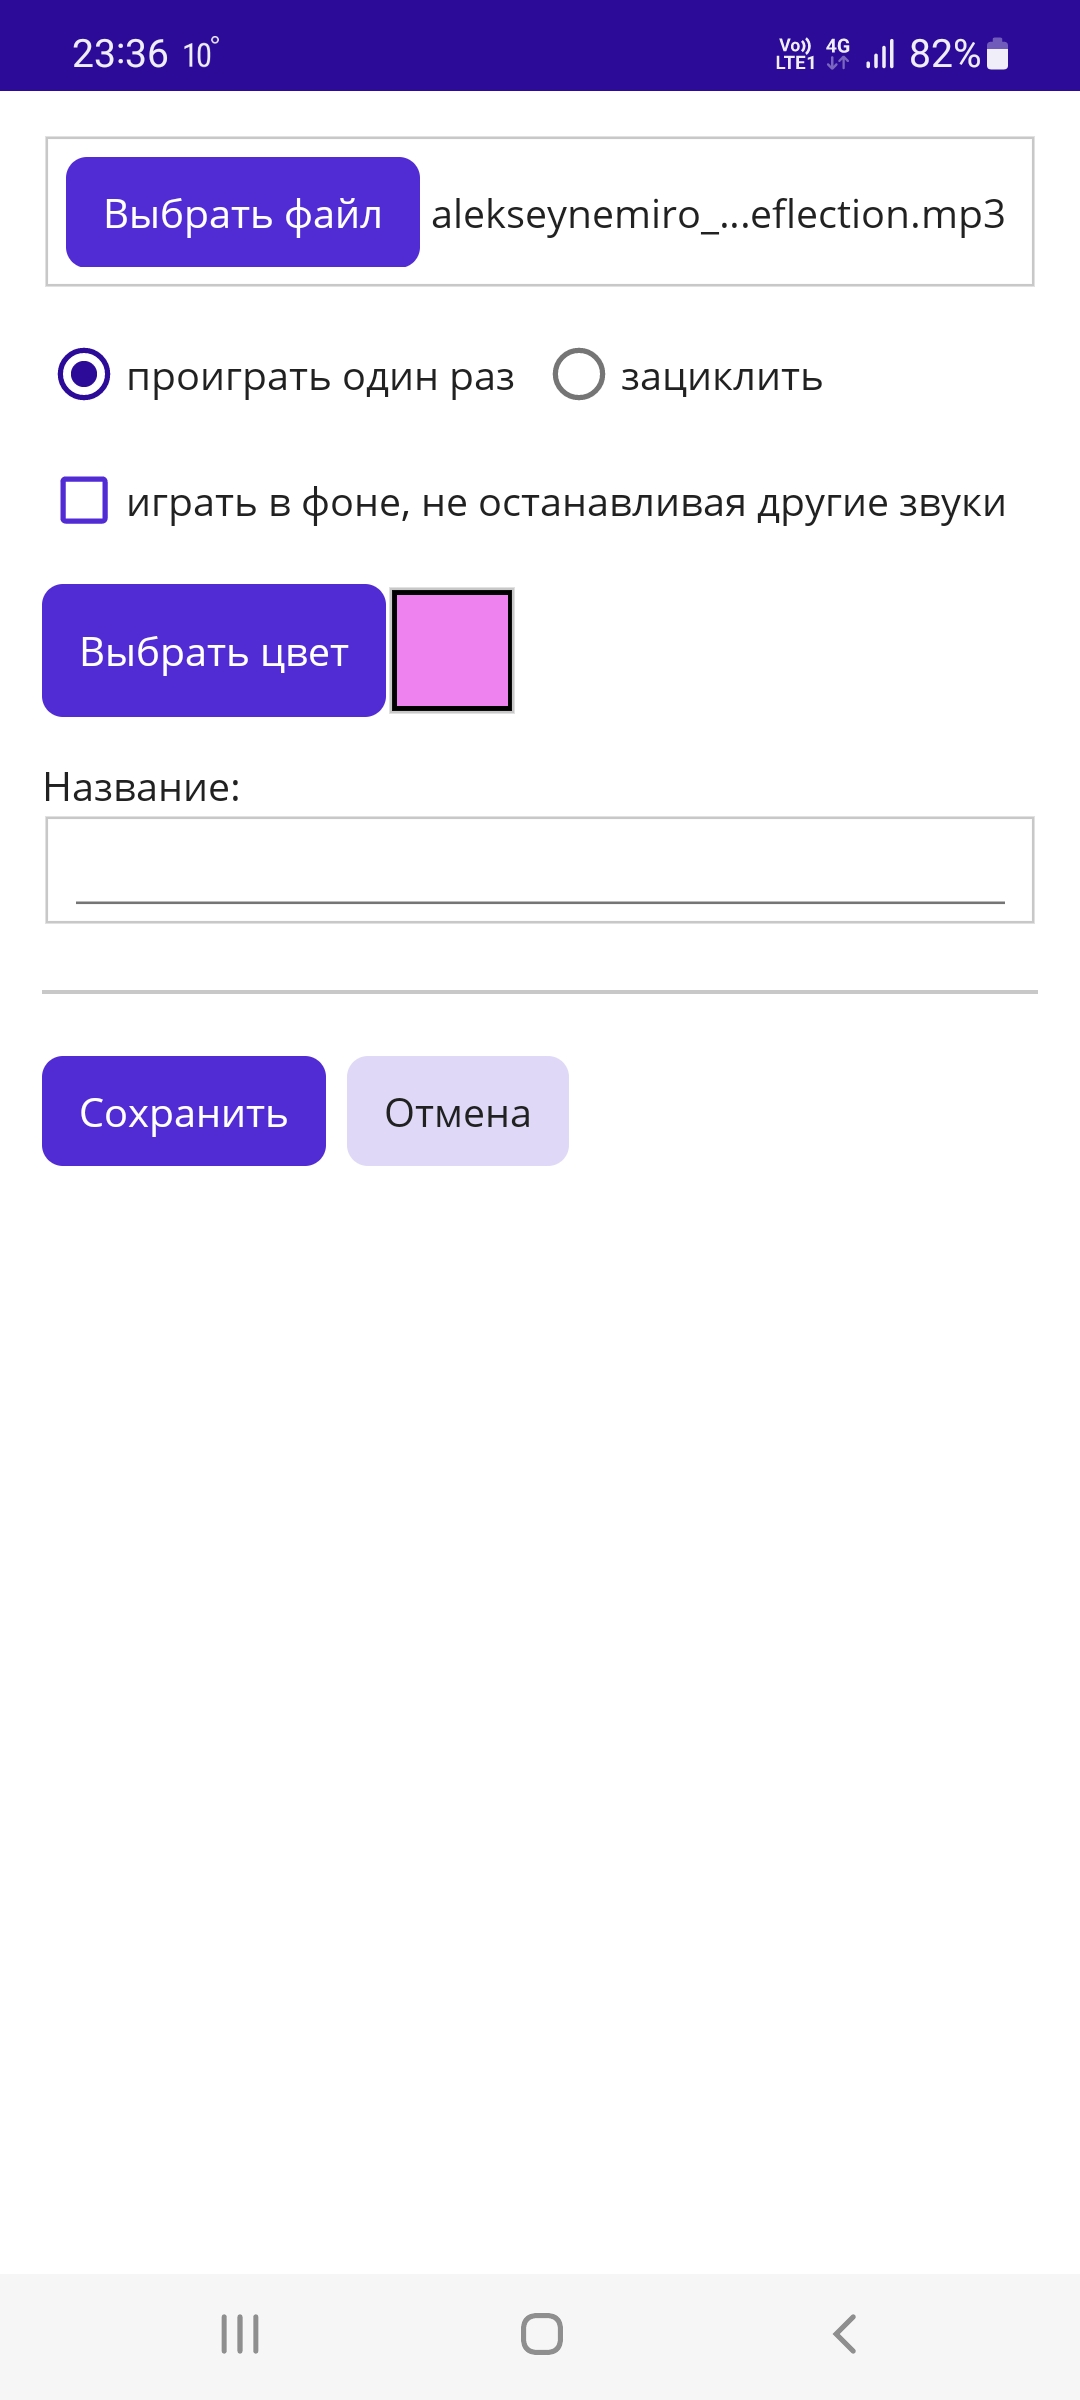 23:36 10°
Vo)) LTE1 4G 82%
Выбрать файл alekseynemiro_...eflection.mp3
проиграть один раз зациклить
играть в фоне, не останавливая другие звуки
Выбрать цвет
Название:
Сохранить Отмена